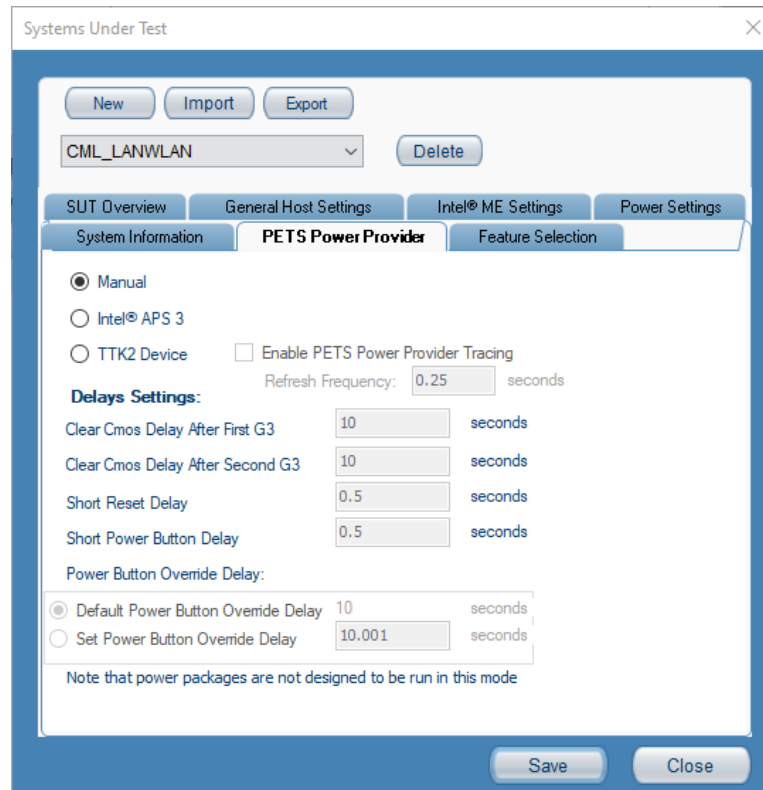 Systems Under Test
New Import Export
CML_LANWLAN Delete
SUT Overview General Host Settings Intel® ME Settings Power Settings
System Information PETS Power Provider Feature Selection
Manual
Intel® APS 3
TTK2 Device Enable PETS Power Provider Tracing
Refresh Frequency: 0.25 seconds
Delays Settings:
Clear Cmos Delay After First G3 10 seconds
Clear Cmos Delay After Second G3 10 seconds
Short Reset Delay 0.5 seconds
Short Power Button Delay 0.5 seconds
Power Button Override Delay:
Default Power Button Override Delay 10 seconds
Set Power Button Override Delay 10.001 seconds
Note that power packages are not designed to be run in this mode
Save Close